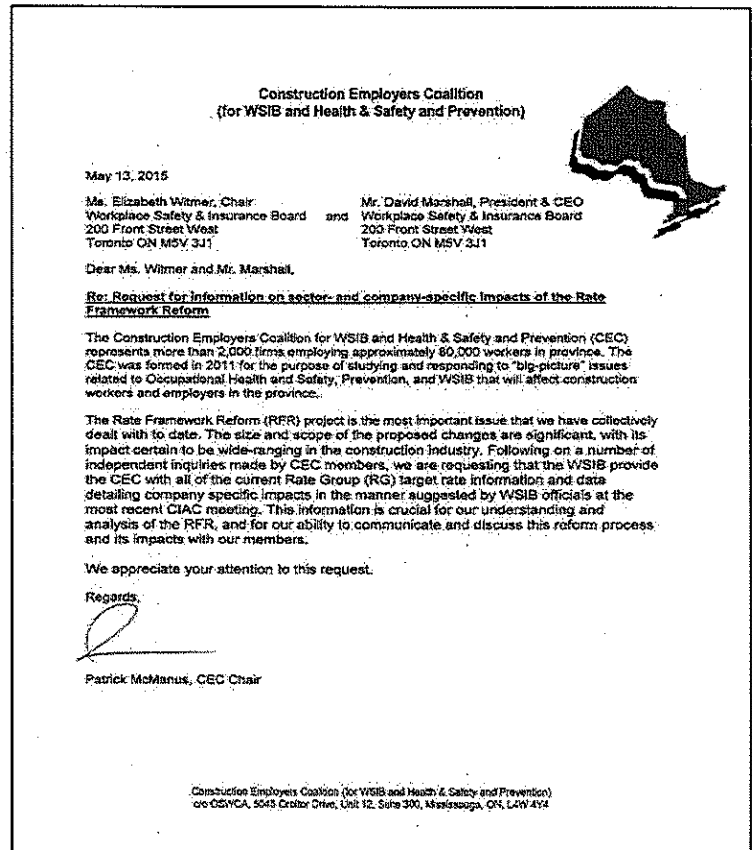 Construction Employers Coalition
(for WSIB and Health & Safety and Prevention)
May 13, 2015
Ms. Elizabeth Witmer, Chair
Workplace Safety & Insurance Board
200 Front Street West
Toronto ON M5V 3J1
and
Mr. David Marshall, President & CEO
Workplace Safety & Insurance Board
200 Front Street West
Toronto ON M5V 3J1
Dear Ms. Witmer and Mr. Marshall,
Re: Request for information on sector- and company-specific impacts of the Rate
Framework Reform
The Construction Employers Coalition for WSIB and Health & Safety and Prevention (CEC)
represents more than 2,000 firms employing approximately 80,000 workers in province. The
CEC was formed in 2011 for the purpose of studying and responding to "big-picture" issues
related to Occupational Health and Safety, Prevention, and WSIB that will affect construction
workers and employers in the province.
The Rate Framework Reform (RFR) project is the most important issue that we have collectively
dealt with to date. The size and scope of the proposed changes are significant, with its
impact certain to be wide-ranging in the construction industry. Following on a number of
independent inquiries made by CEC members, we are requesting that the WSIB provide
the CEC with all of the current Rate Group (RG) target rate information and data
detailing company specific impacts in the manner suggested by WSIB officials at the
most recent CIAC meeting. This information is crucial for our understanding and
analysis of the RFR, and for our ability to communicate and discuss this reform process
and its impacts with our members.
We appreciate your attention to this request.
Regards,
Patrick McManus, CEC Chair
Construction Employers Coalition (for WSIB and Health & Safety and Prevention)
c/o OSWCA, 5045 Orbitor Drive, Unit 12, Suite 300, Mississauga, ON, L4W 4Y4